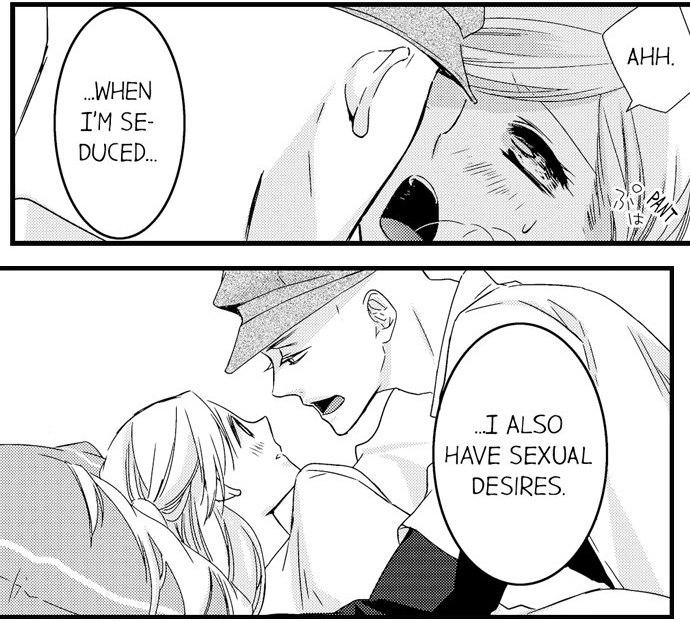 AHH.
...WHEN
I'M SE-
DUCED...
ぷは
PANT
...I ALSO
HAVE SEXUAL
DESIRES.